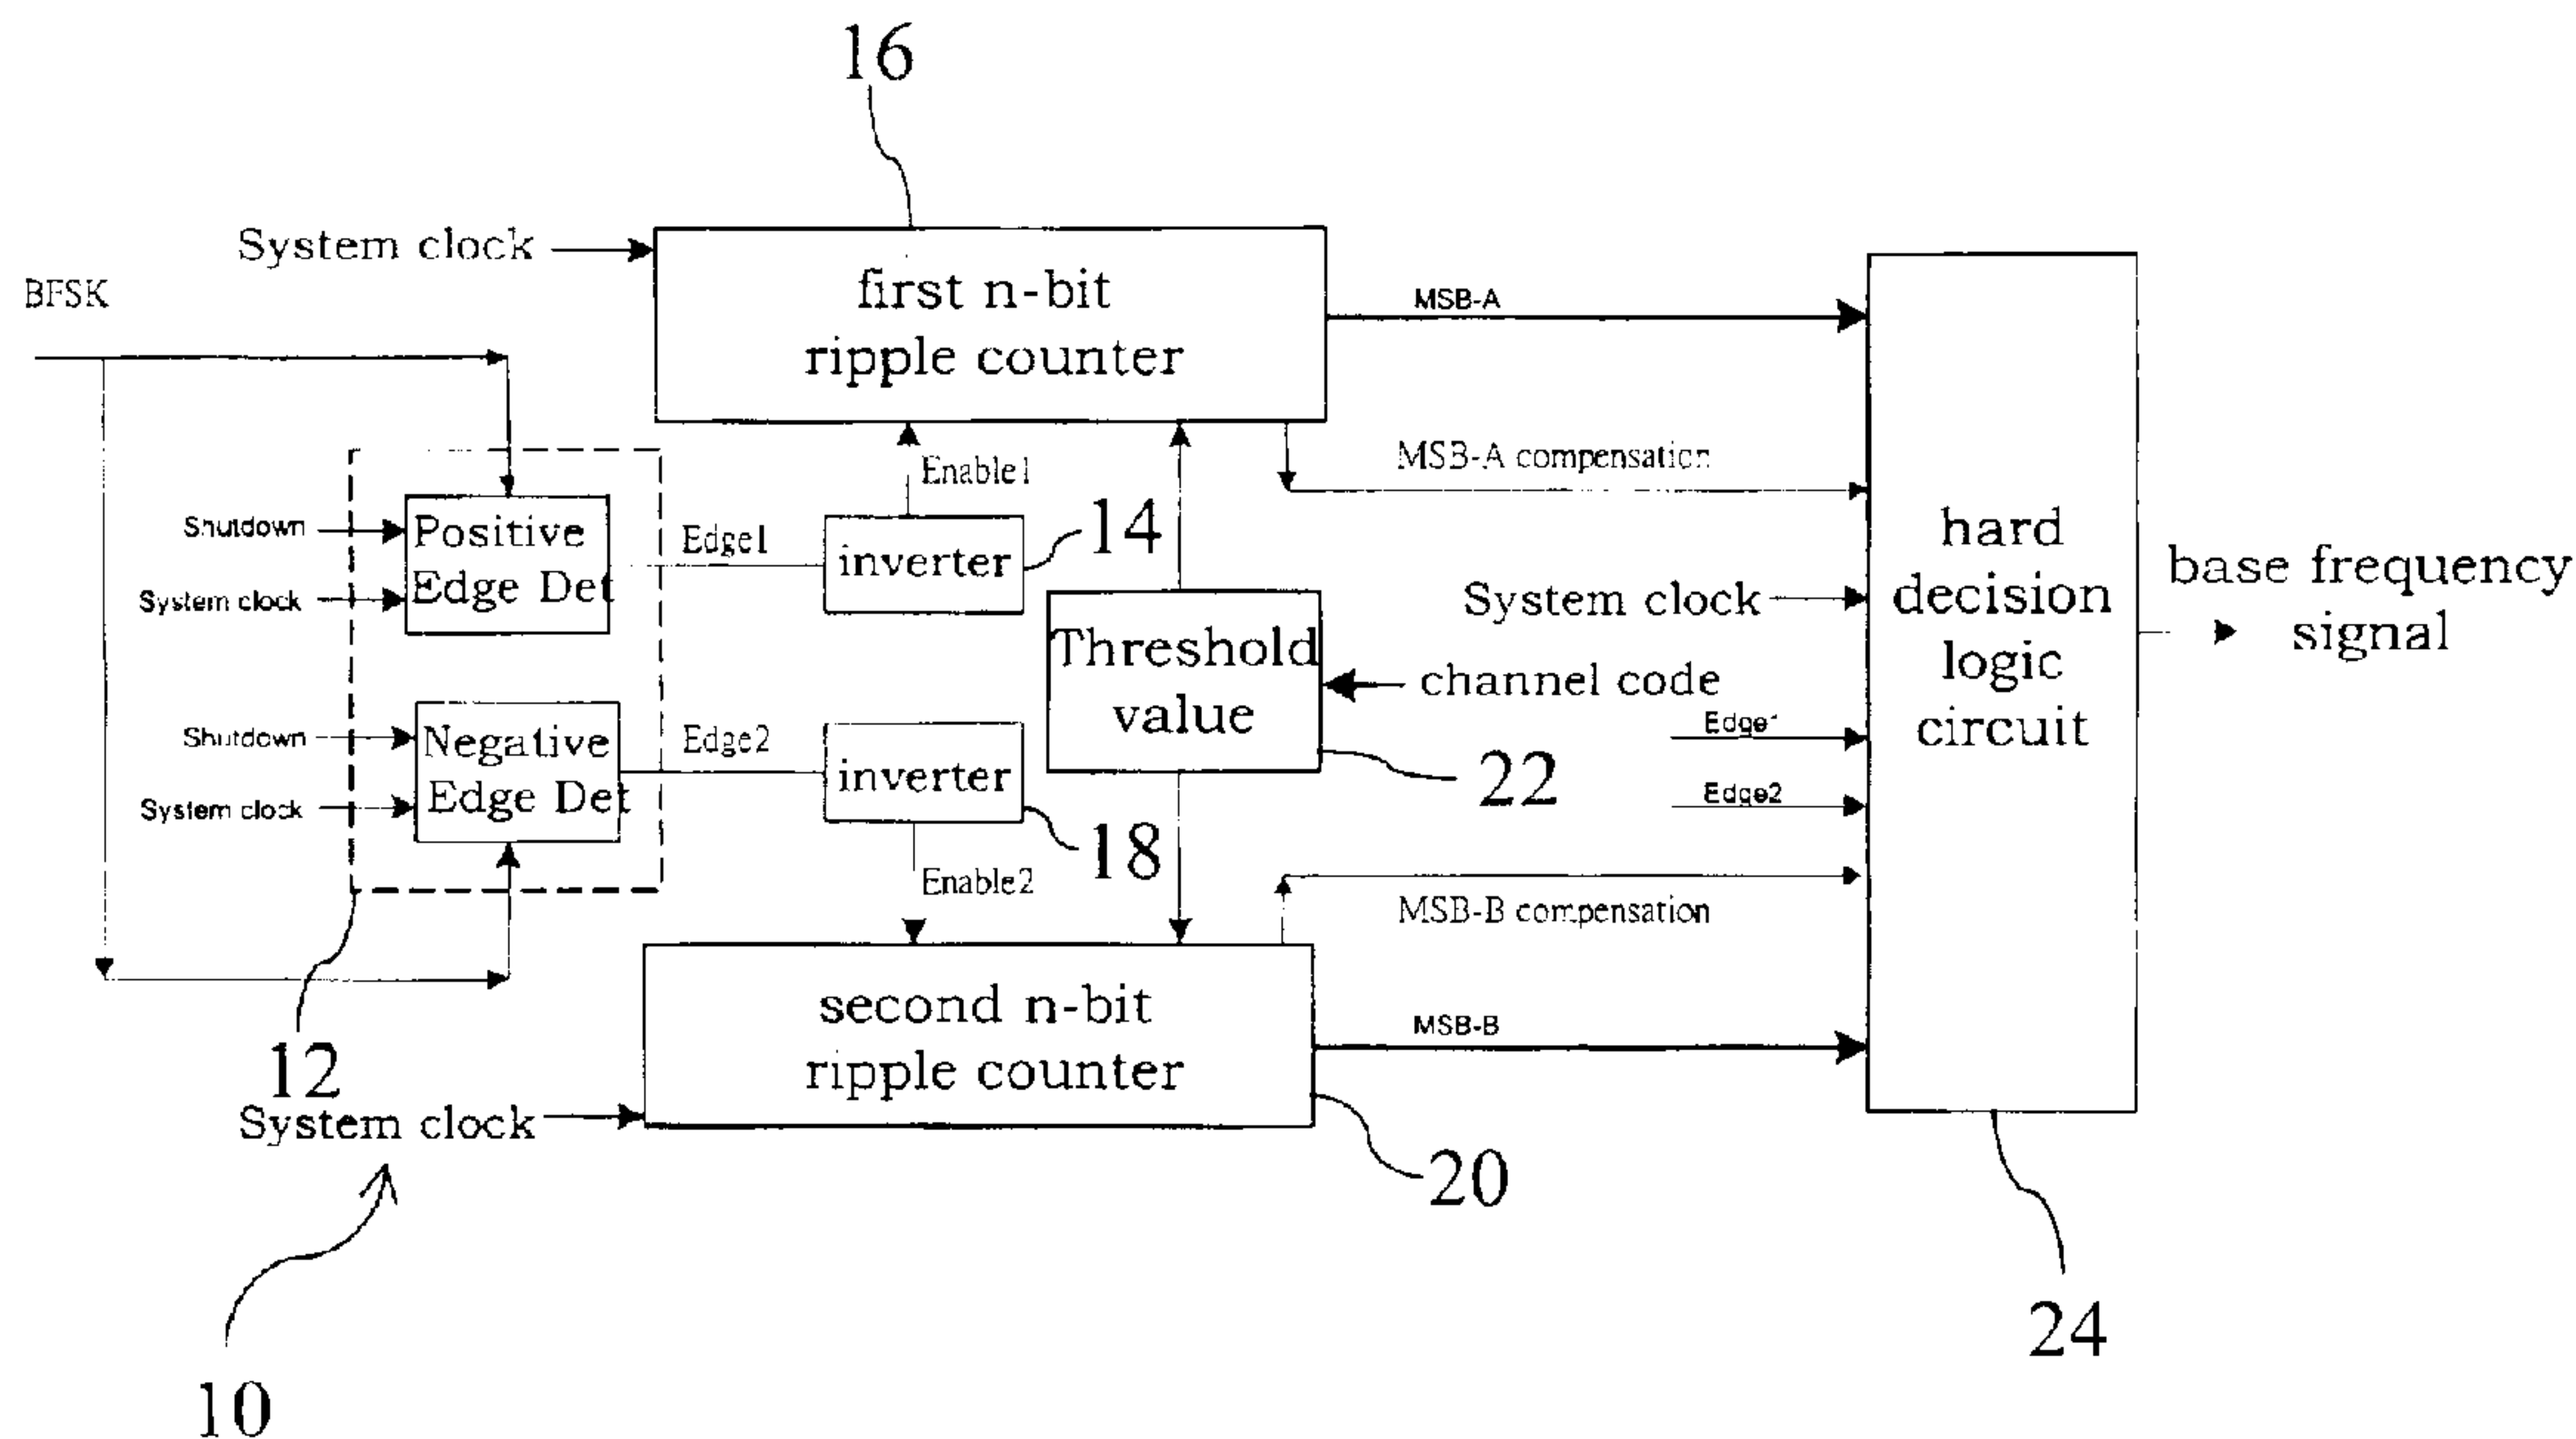 16
System clock
BFSK
first n-bit
ripple counter
MSB-A
MSB-A compensation
Enable1
Shutdown
System clock
Positive
Edge Det
Edge1
inverter
14
Threshold
value
channel code
22
System clock
Edge1
Edge2
hard
decision
logic
circuit
base frequency
signal
Shutdown
System clock
Negative
Edge Det
Edge2
inverter
18
Enable2
MSB-B compensation
second n-bit
ripple counter
MSB-B
12
System clock
20
10
24